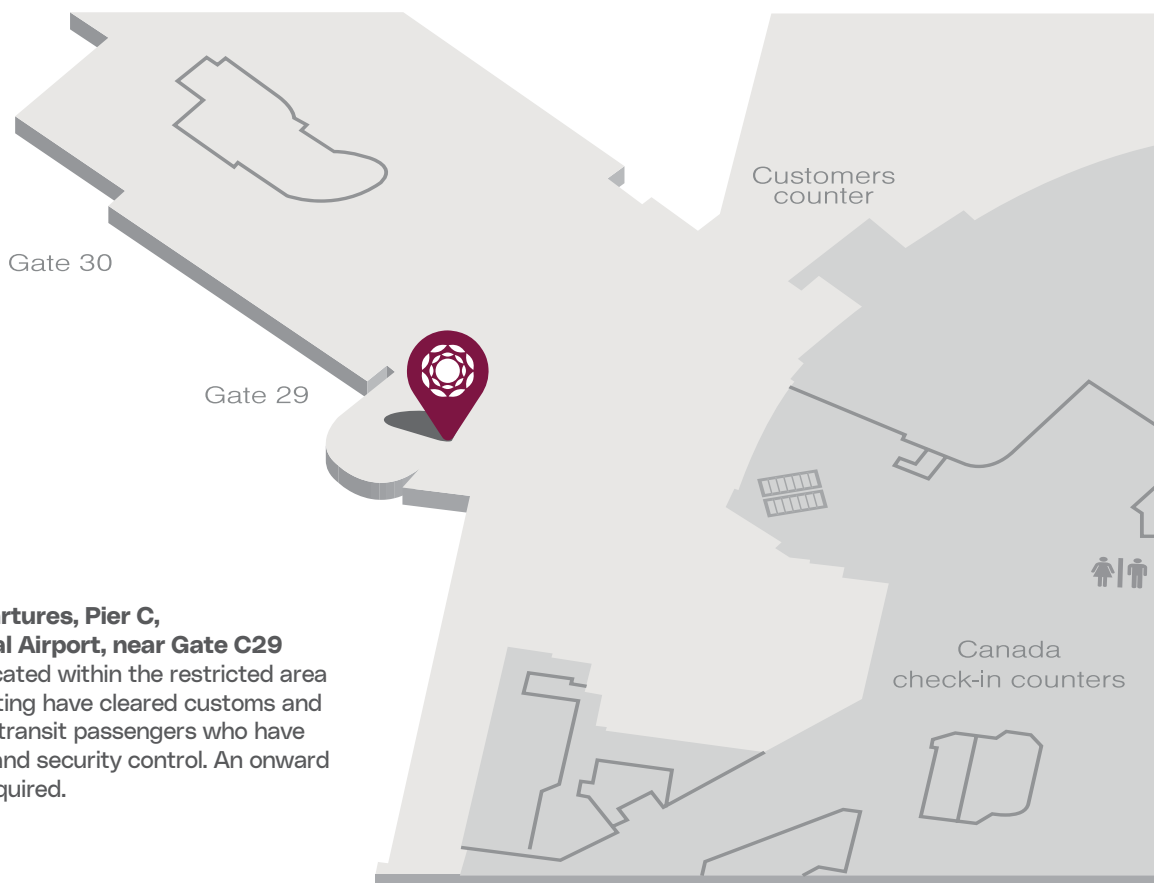 Customers
counter
Gate 30
Gate 29
artures, Pier C,
al Airport, near Gate C29
cated within the restricted area
ting have cleared customs and
transit passengers who have
and security control. An onward
quired.
Canada
check-in counters